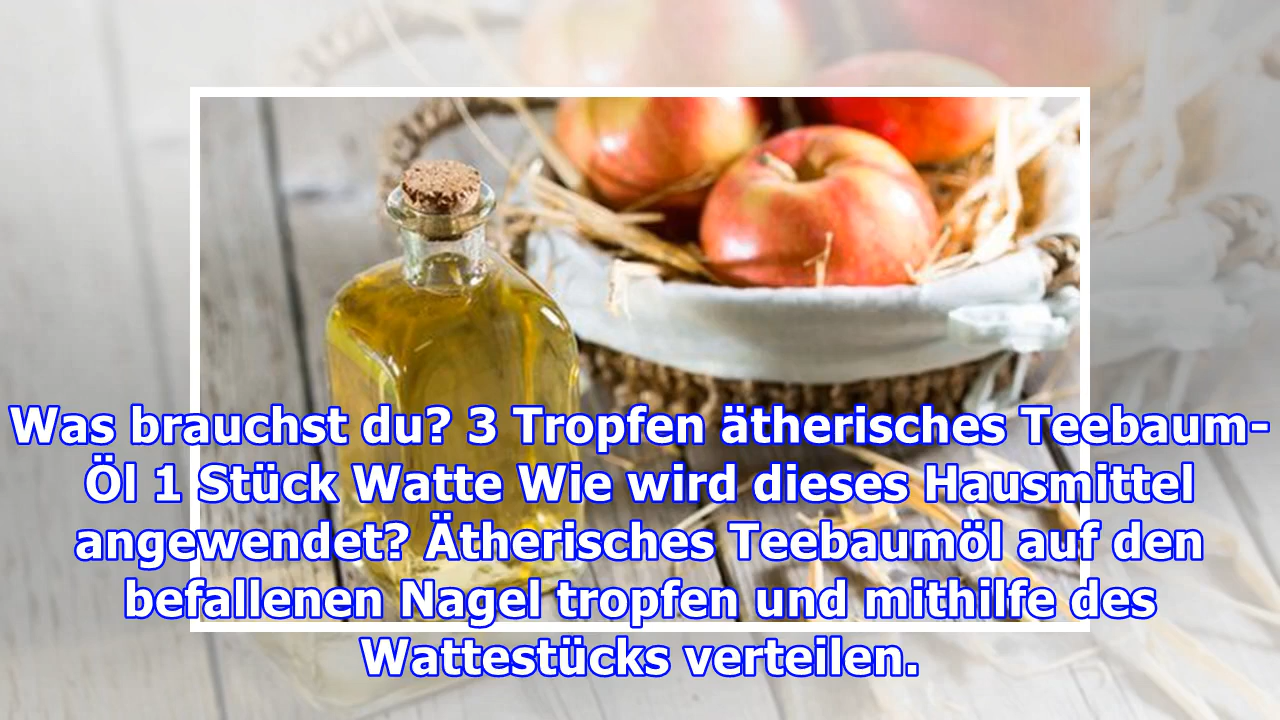 Was brauchst du? 3 Tropfen ätherisches Teebaum-
Öl 1 Stück Watte Wie wird dieses Hausmittel
angewendet? Ätherisches Teebaumöl auf den
befallenen Nagel tropfen und mithilfe des
Wattestücks verteilen.